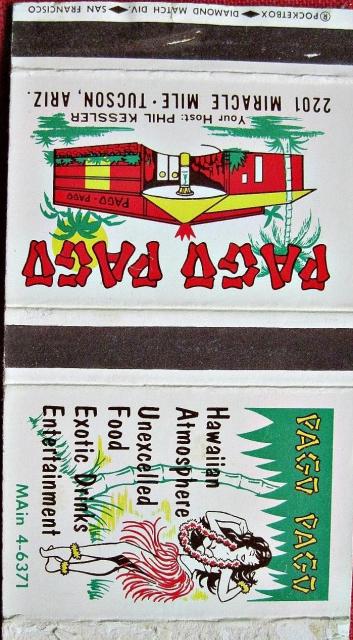 ® POCKETBOX DIAMOND MATCH DIV. SAN FRANCISCO
PAGO PAGO
PAGO - PAGO
Your Host: PHIL KESSLER
2201 MIRACLE MILE · TUCSON, ARIZ.
PAGO PAGO
Hawaiian
Atmosphere
Unexcelled
Food
Exotic Drinks
Entertainment
MAin 4-6371